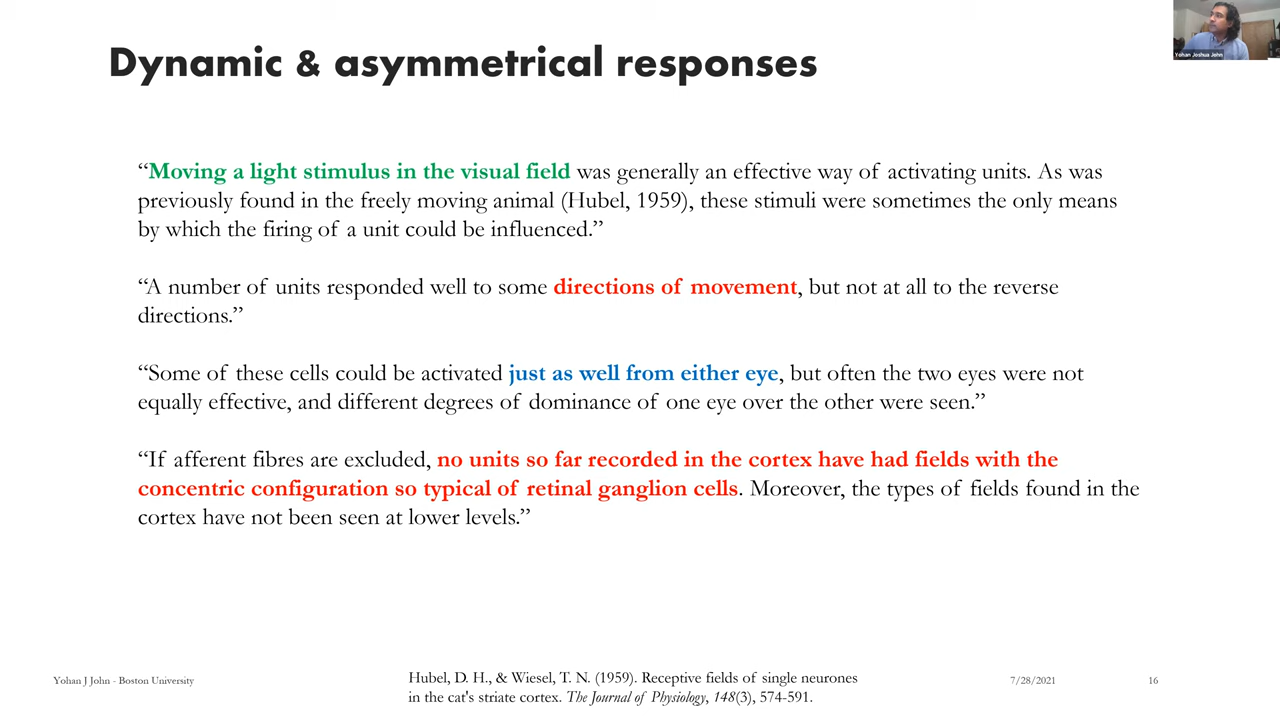 Yohan Joshua John
Dynamic & asymmetrical responses
“Moving a light stimulus in the visual field was generally an effective way of activating units. As was
previously found in the freely moving animal (Hubel, 1959), these stimuli were sometimes the only means
by which the firing of a unit could be influenced.”
“A number of units responded well to some directions of movement, but not at all to the reverse
directions.”
“Some of these cells could be activated just as well from either eye, but often the two eyes were not
equally effective, and different degrees of dominance of one eye over the other were seen.”
“If afferent fibres are excluded, no units so far recorded in the cortex have had fields with the
concentric configuration so typical of retinal ganglion cells. Moreover, the types of fields found in the
cortex have not been seen at lower levels.”
Yohan J John - Boston University
Hubel, D. H., & Wiesel, T. N. (1959). Receptive fields of single neurones
in the cat's striate cortex. The Journal of Physiology, 148(3), 574-591.
7/28/2021
16